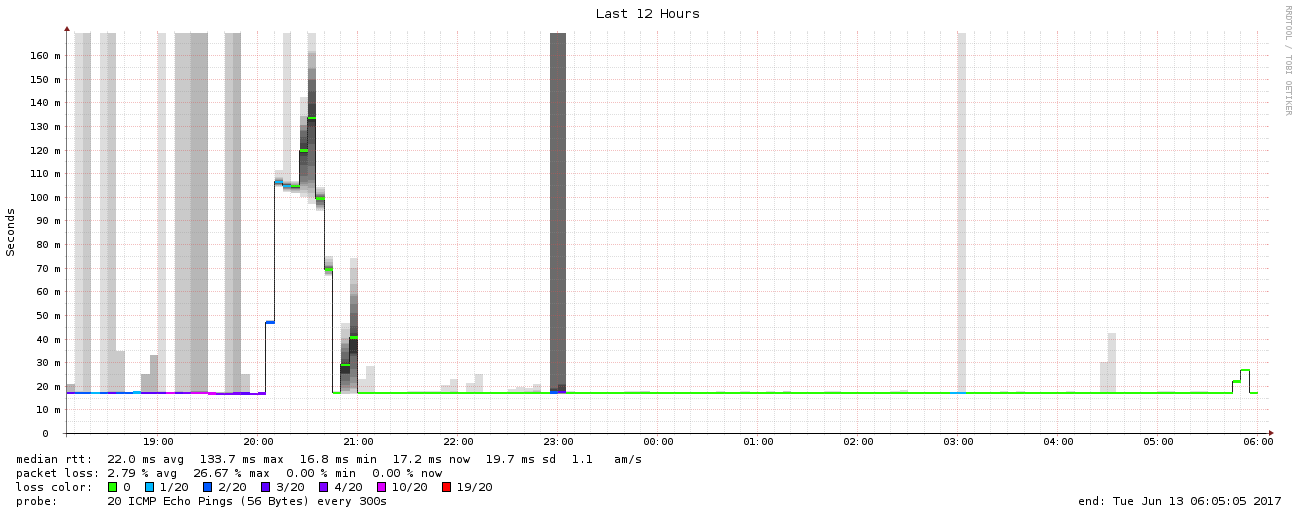 Last 12 Hours
RRDTOOL / TOBI OETIKER
Seconds
160 m
150 m
140 m
130 m
120 m
110 m
100 m
90 m
80 m
70 m
60 m
50 m
40 m
30 m
20 m
10 m
0
19:00 20:00 21:00 22:00 23:00 00:00 01:00 02:00 03:00 04:00 05:00 06:00
median rtt: 22.0 ms avg 133.7 ms max 16.8 ms min 17.2 ms now 19.7 ms sd 1.1 am/s
packet loss: 2.79 % avg 26.67 % max 0.00 % min 0.00 % now
loss color: 0 1/20 2/20 3/20 4/20 10/20 19/20
probe: 20 ICMP Echo Pings (56 Bytes) every 300s end: Tue Jun 13 06:05:05 2017